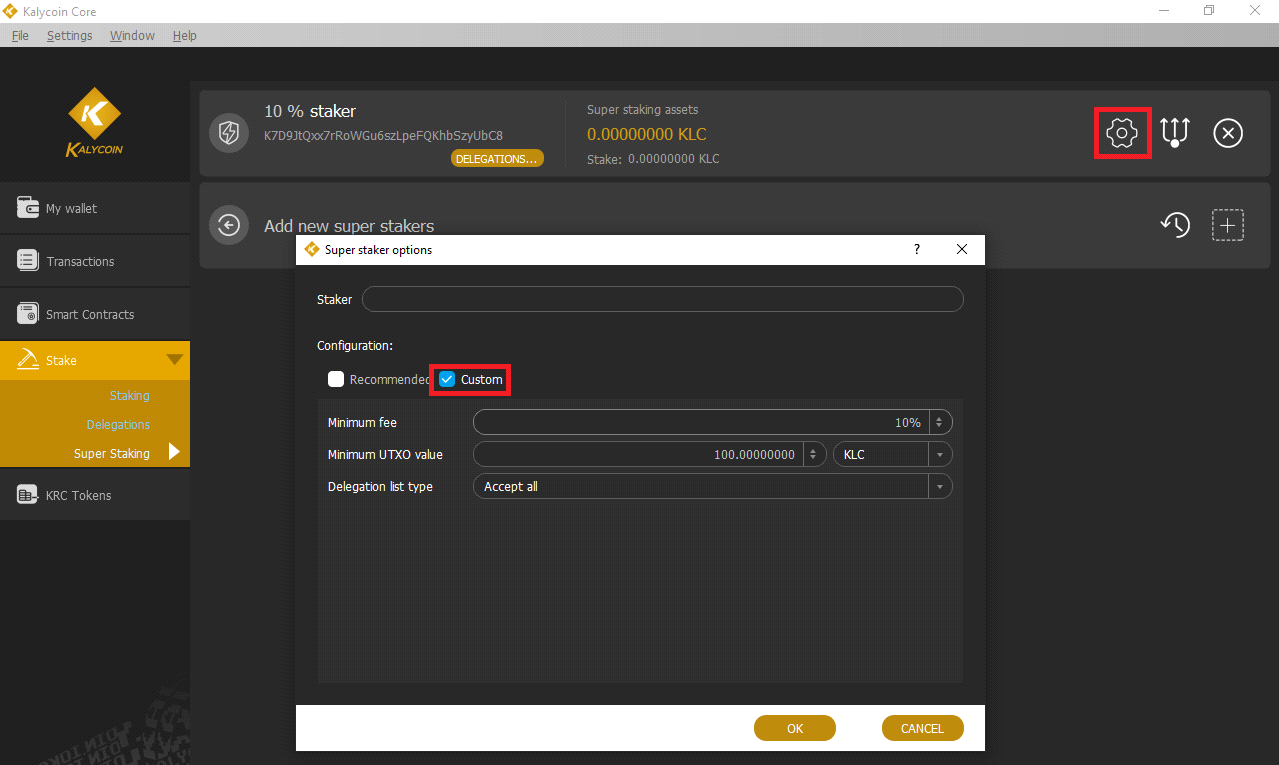 Kalycoin Core
File Settings Window Help
KALYCOIN
My wallet
Transactions
Smart Contracts
Stake
Staking
Delegations
Super Staking
KRC Tokens
10 % staker
K7D9JtQxx7rRoWGu6szLpeFQKhbSzyUbC8
DELEGATIONS...
Super staking assets
0.00000000 KLC
Stake: 0.00000000 KLC
Add new super stakers
Super staker options
?
Staker
Configuration:
Recommended Custom
Minimum fee 10%
Minimum UTXO value 100.00000000 KLC
Delegation list type Accept all
OK CANCEL